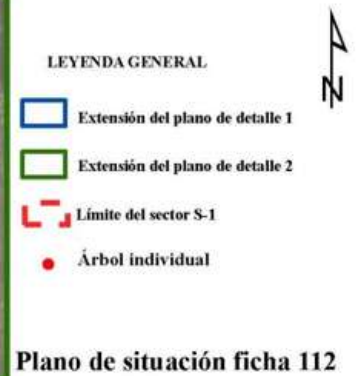 N
LEYENDA GENERAL
Extensión del plano de detalle 1
Extensión del plano de detalle 2
Límite del sector S-1
Árbol individual
Plano de situación ficha 112